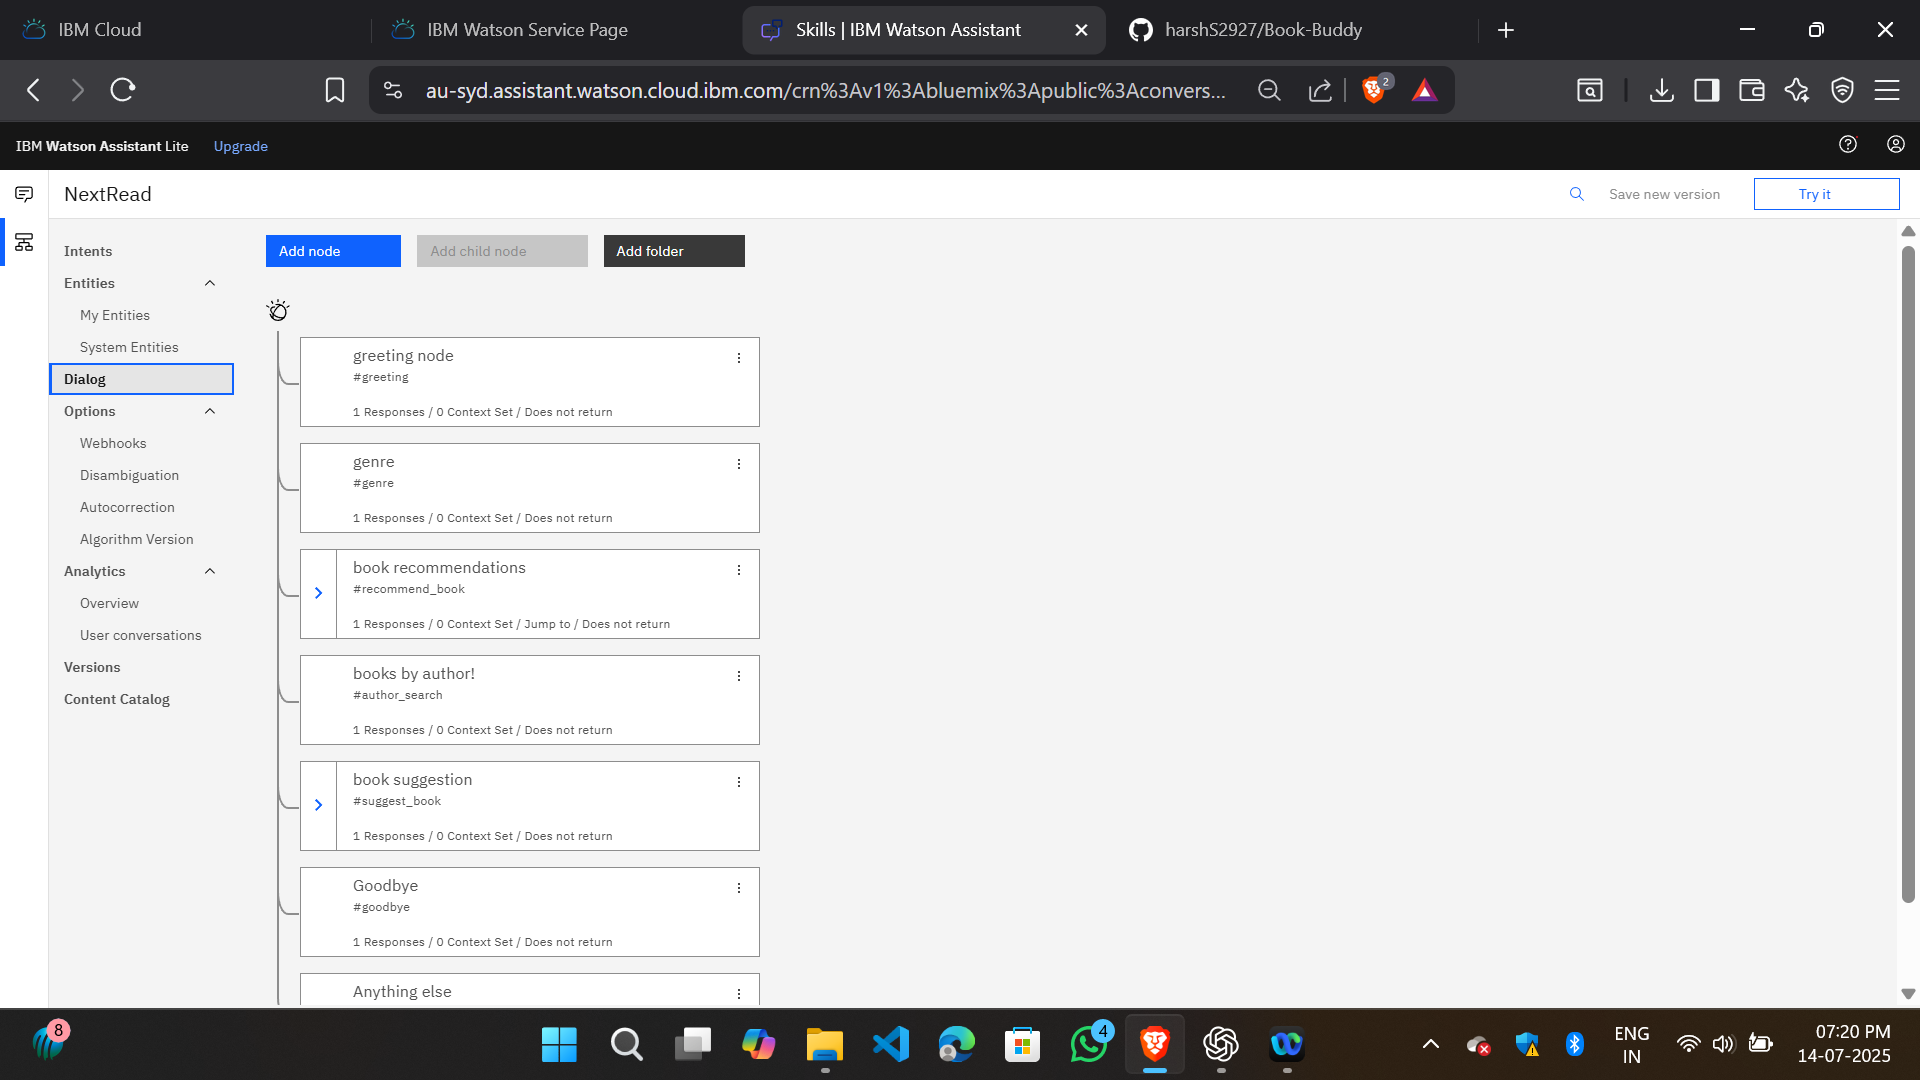 IBM Cloud
IBM Watson Service Page
Skills | IBM Watson Assistant
harshS2927/Book-Buddy
au-syd.assistant.watson.cloud.ibm.com/crn%3Av1%3Abluemix%3Apublic%3Aconvers...
2
IBM Watson Assistant Lite
Upgrade
NextRead
Save new version
Try it
Intents
Entities
My Entities
System Entities
Dialog
Options
Webhooks
Disambiguation
Autocorrection
Algorithm Version
Analytics
Overview
User conversations
Versions
Content Catalog
Add node
Add child node
Add folder
greeting node
#greeting
1 Responses / 0 Context Set / Does not return
genre
#genre
1 Responses / 0 Context Set / Does not return
book recommendations
#recommend_book
1 Responses / 0 Context Set / Jump to / Does not return
books by author!
#author_search
1 Responses / 0 Context Set / Does not return
book suggestion
#suggest_book
1 Responses / 0 Context Set / Does not return
Goodbye
#goodbye
1 Responses / 0 Context Set / Does not return
Anything else
8
4
ENG
IN
07:20 PM
14-07-2025